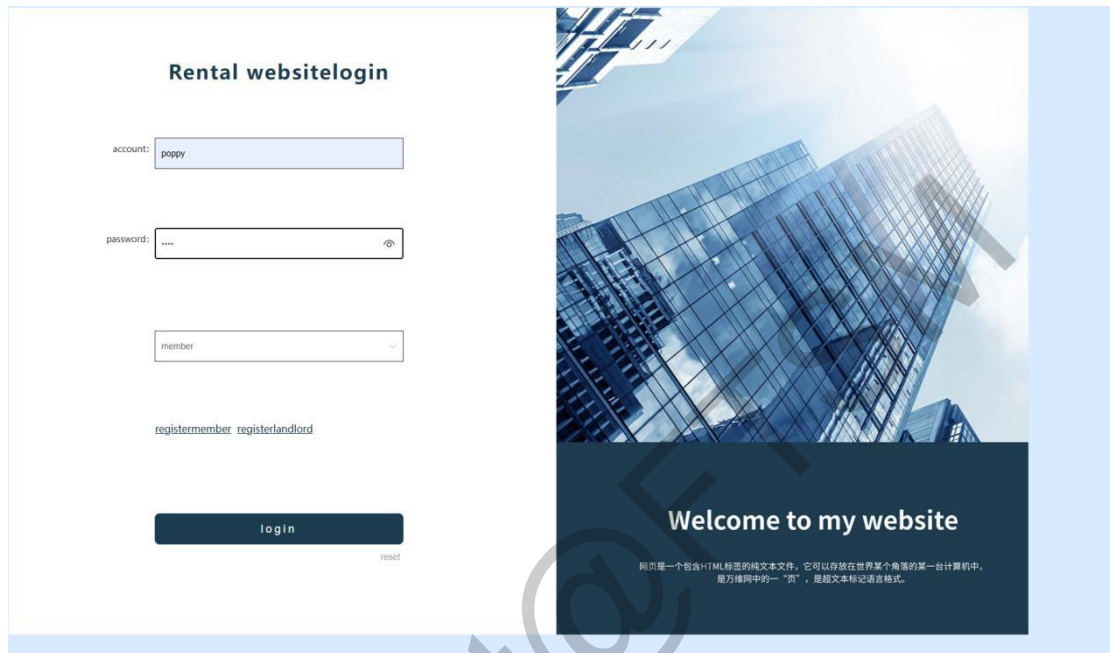 Rental websitelogin
account:
poppy
password:
....
member
registermember registerlandlord
login
reset
Welcome to my website
网页是一个包含HTML标签的纯文本文件，它可以存放在世界某个角落的某一台计算机中，
是万维网中的一“页”，是超文本标记语言格式。
t@FTSM